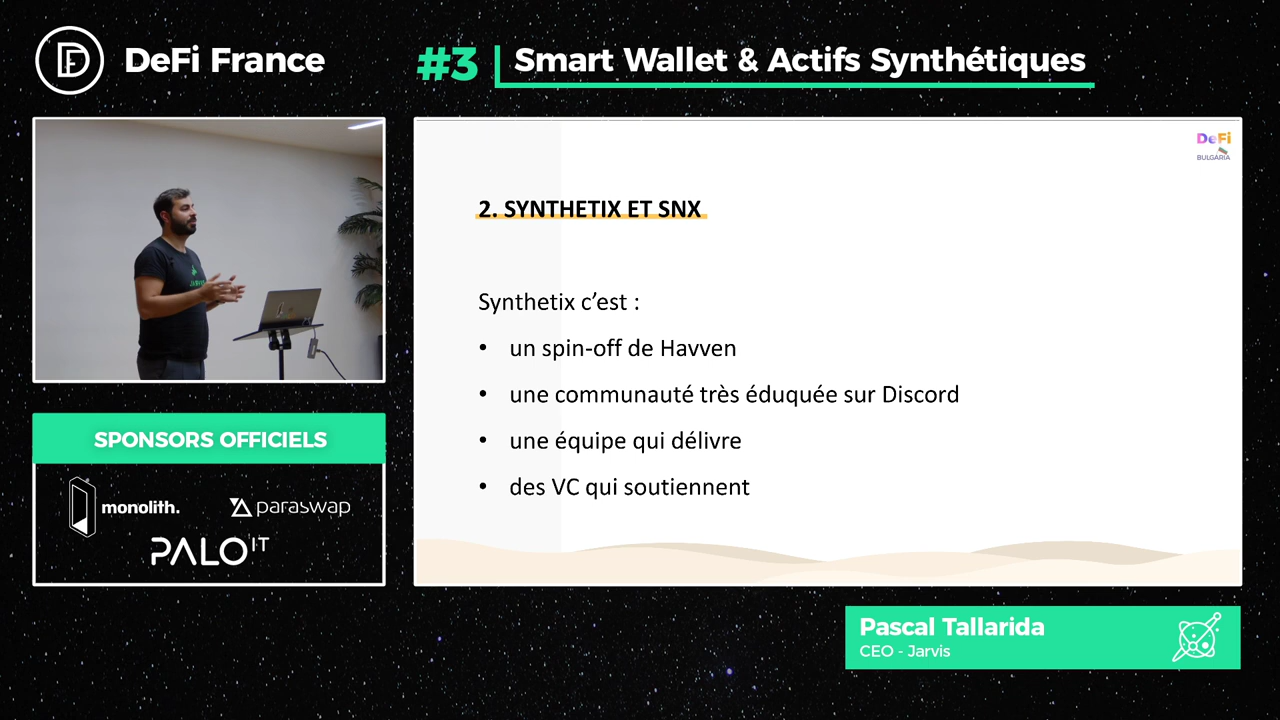 DeFi France
#3 Smart Wallet & Actifs Synthétiques
DeFi
BULGARIA
2. SYNTHETIX ET SNX
Synthetix c’est :
• un spin-off de Havven
• une communauté très éduquée sur Discord
• une équipe qui délivre
• des VC qui soutiennent
SPONSORS OFFICIELS
monolith.
paraswap
PALO IT
Pascal Tallarida
CEO - Jarvis